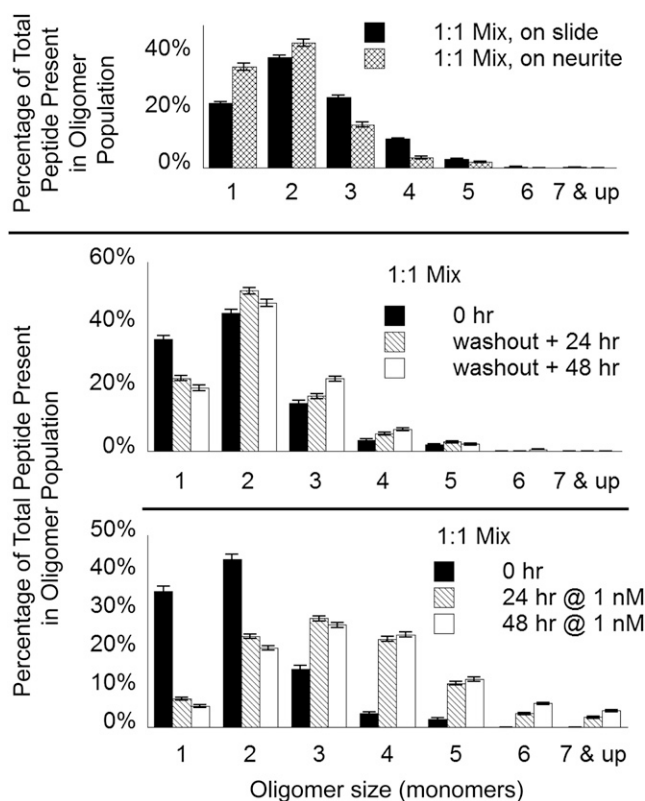 Percentage of Total
Peptide Present
in Oligomer
Population
40%
20%
0%
1:1 Mix, on slide
1:1 Mix, on neurite
1 2 3 4 5 6 7 & up
Percentage of Total Peptide Present
in Oligomer Population
60%
40%
20%
0%
1:1 Mix
0 hr
washout + 24 hr
washout + 48 hr
1 2 3 4 5 6 7 & up
50%
40%
30%
20%
10%
0%
1:1 Mix
0 hr
24 hr @ 1 nM
48 hr @ 1 nM
1 2 3 4 5 6 7 & up
Oligomer size (monomers)